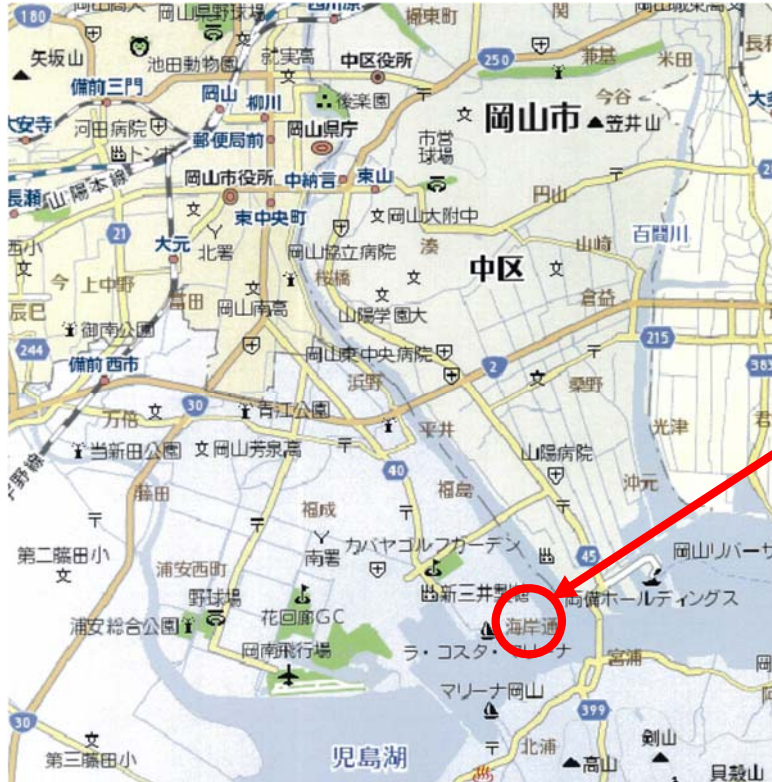 岡山県野球場
撮東町
関
180
矢坂山
池田動物園
就実高
中区役所
250
兼基
米田
備前三門
岡山
柳川
後楽園
今谷
大安寺
河田病院
郵便局前
岡山県庁
岡山市
笠井山
トンボ
市営
球場
長瀬
山陽本線
岡山市役所
中納言
東山
円山
東中央町
岡山大附中
百間川
21
西小
大元
北署
岡山協立病院
湊
山崎
今
上中野
桜橋
中区
辰巳
富田
岡山南高
山陽学園大
倉益
御南公園
244
岡山東中央病院
215
備前西市
浜野
2
桑野
383
万倍
30
青江公園
平井
光津
当新田公園
岡山芳泉高
山陽病院
藤田
40
福島
沖元
福成
第二藤田小
南署
カバヤゴルフガーデン
45
岡山リバーサ
浦安西町
野球場
新三井製糖
両備ホールディングス
浦安総合公園
花回廊GC
海岸通
岡南飛行場
ラ・コスタ・マリーナ
宮浦
マリーナ岡山
30
399
児島湖
北浦
剣山
第三藤田小
高山
貝殻山